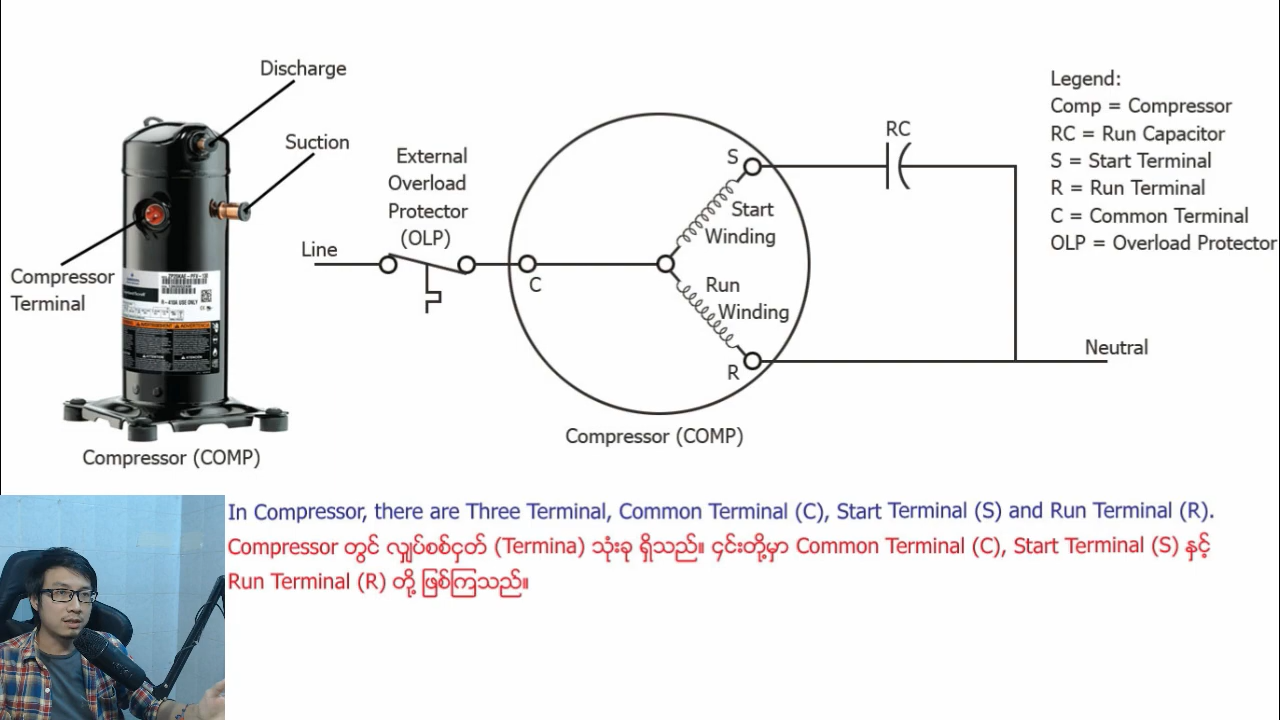 Discharge
Suction
Compressor
Terminal
Compressor (COMP)
External
Overload
Protector
(OLP)
Line
C
S
Start
Winding
Run
Winding
R
Compressor (COMP)
RC
Neutral
Legend:
Comp = Compressor
RC = Run Capacitor
S = Start Terminal
R = Run Terminal
C = Common Terminal
OLP = Overload Protector
In Compressor, there are Three Terminal, Common Terminal (C), Start Terminal (S) and Run Terminal (R).
Compressor တွင် လျှပ်စစ်ငုတ် (Termina) သုံးခု ရှိသည်။ ၄င်းတို့မှာ Common Terminal (C), Start Terminal (S) နှင့်
Run Terminal (R) တို့ ဖြစ်ကြသည်။